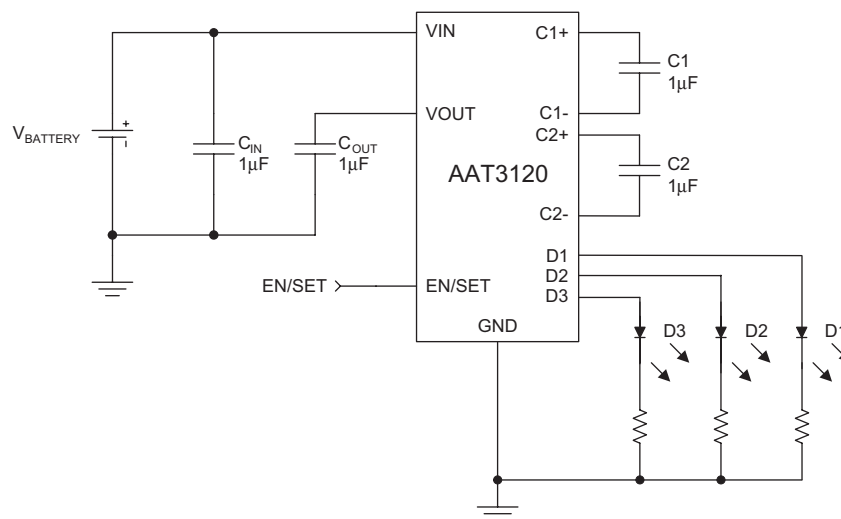 VIN
C1+
C1
1µF
VOUT
C1-
C2+
VBATTERY
+
–
CIN
1µF
COUT
1µF
AAT3120
C2
1µF
C2-
D1
D2
D3
EN/SET
EN/SET
GND
D3
D2
D1